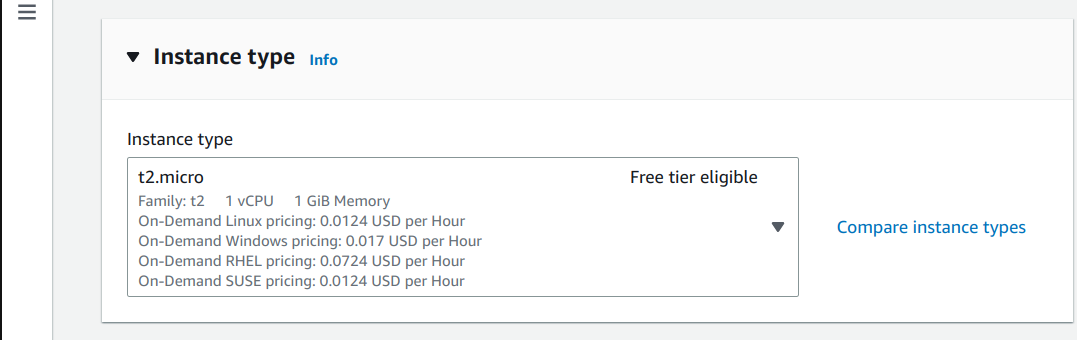 Instance type Info
Instance type
t2.micro Free tier eligible
Family: t2 1 vCPU 1 GiB Memory
On-Demand Linux pricing: 0.0124 USD per Hour
On-Demand Windows pricing: 0.017 USD per Hour
On-Demand RHEL pricing: 0.0724 USD per Hour
On-Demand SUSE pricing: 0.0124 USD per Hour
Compare instance types